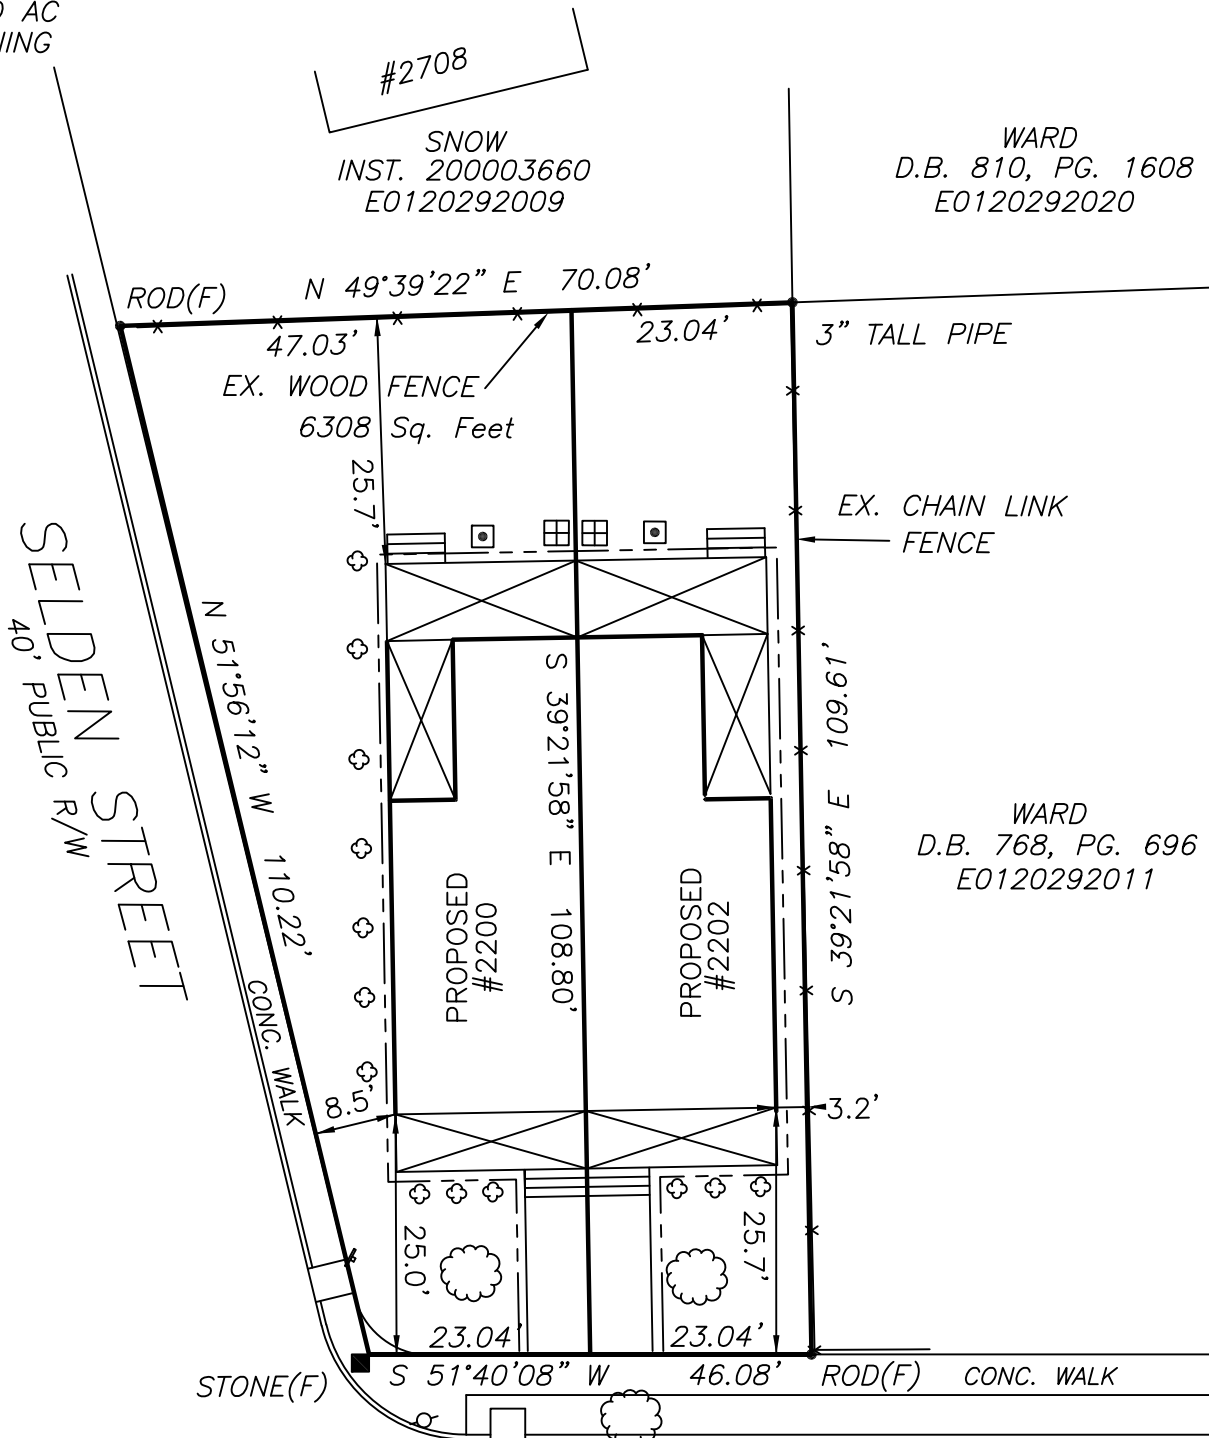 AC
#2708
SNOW
INST. 200003660
E0120292009
WARD
D.B. 810, PG. 1608
E0120292020
ROD(F)
N 49°39'22" E 70.08'
47.03'
23.04'
3" TALL PIPE
EX. WOOD FENCE
6308 Sq. Feet
25.7'
EX. CHAIN LINK
FENCE
SELDEN STREET
40' PUBLIC R/W
N 51°56'12" W 110.22'
S 39°21'58" E 108.80'
S 39°21'58" E 109.61'
WARD
D.B. 768, PG. 696
E0120292011
PROPOSED
#2200
PROPOSED
#2202
CONC. WALK
8.5'
3.2'
25.0'
25.7'
23.04'
23.04'
STONE(F)
S 51°40'08" W 46.08'
ROD(F)
CONC. WALK